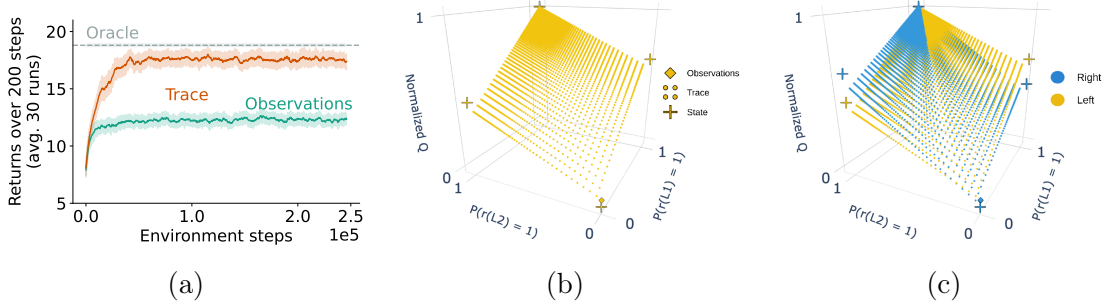 20
15
10
5
Returns over 200 steps
(avg. 30 runs)
Oracle
Trace
Observations
0.0
1.0
2.0
2.5
1e5
Environment steps
(a)
1
Normalized Q
0
1
P(r(L2) = 1)
0
0
P(r(L1) = 1)
1
Observations
Trace
State
(b)
1
Normalized Q
0
1
P(r(L2) = 1)
0
0
P(r(L1) = 1)
1
Right
Left
(c)